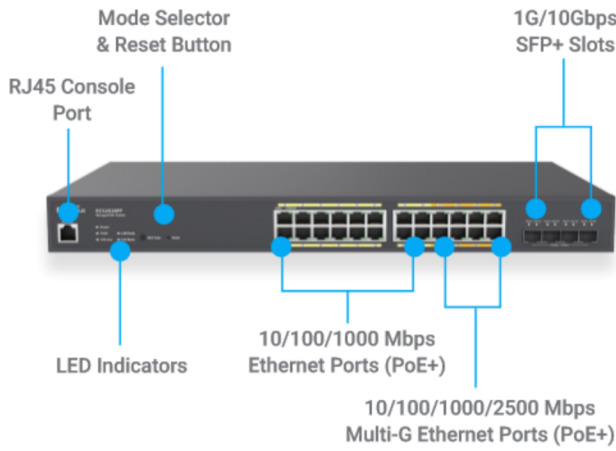 Mode Selector
& Reset Button
1G/10Gbps
SFP+ Slots
RJ45 Console
Port
LED Indicators
10/100/1000 Mbps
Ethernet Ports (PoE+)
10/100/1000/2500 Mbps
Multi-G Ethernet Ports (PoE+)